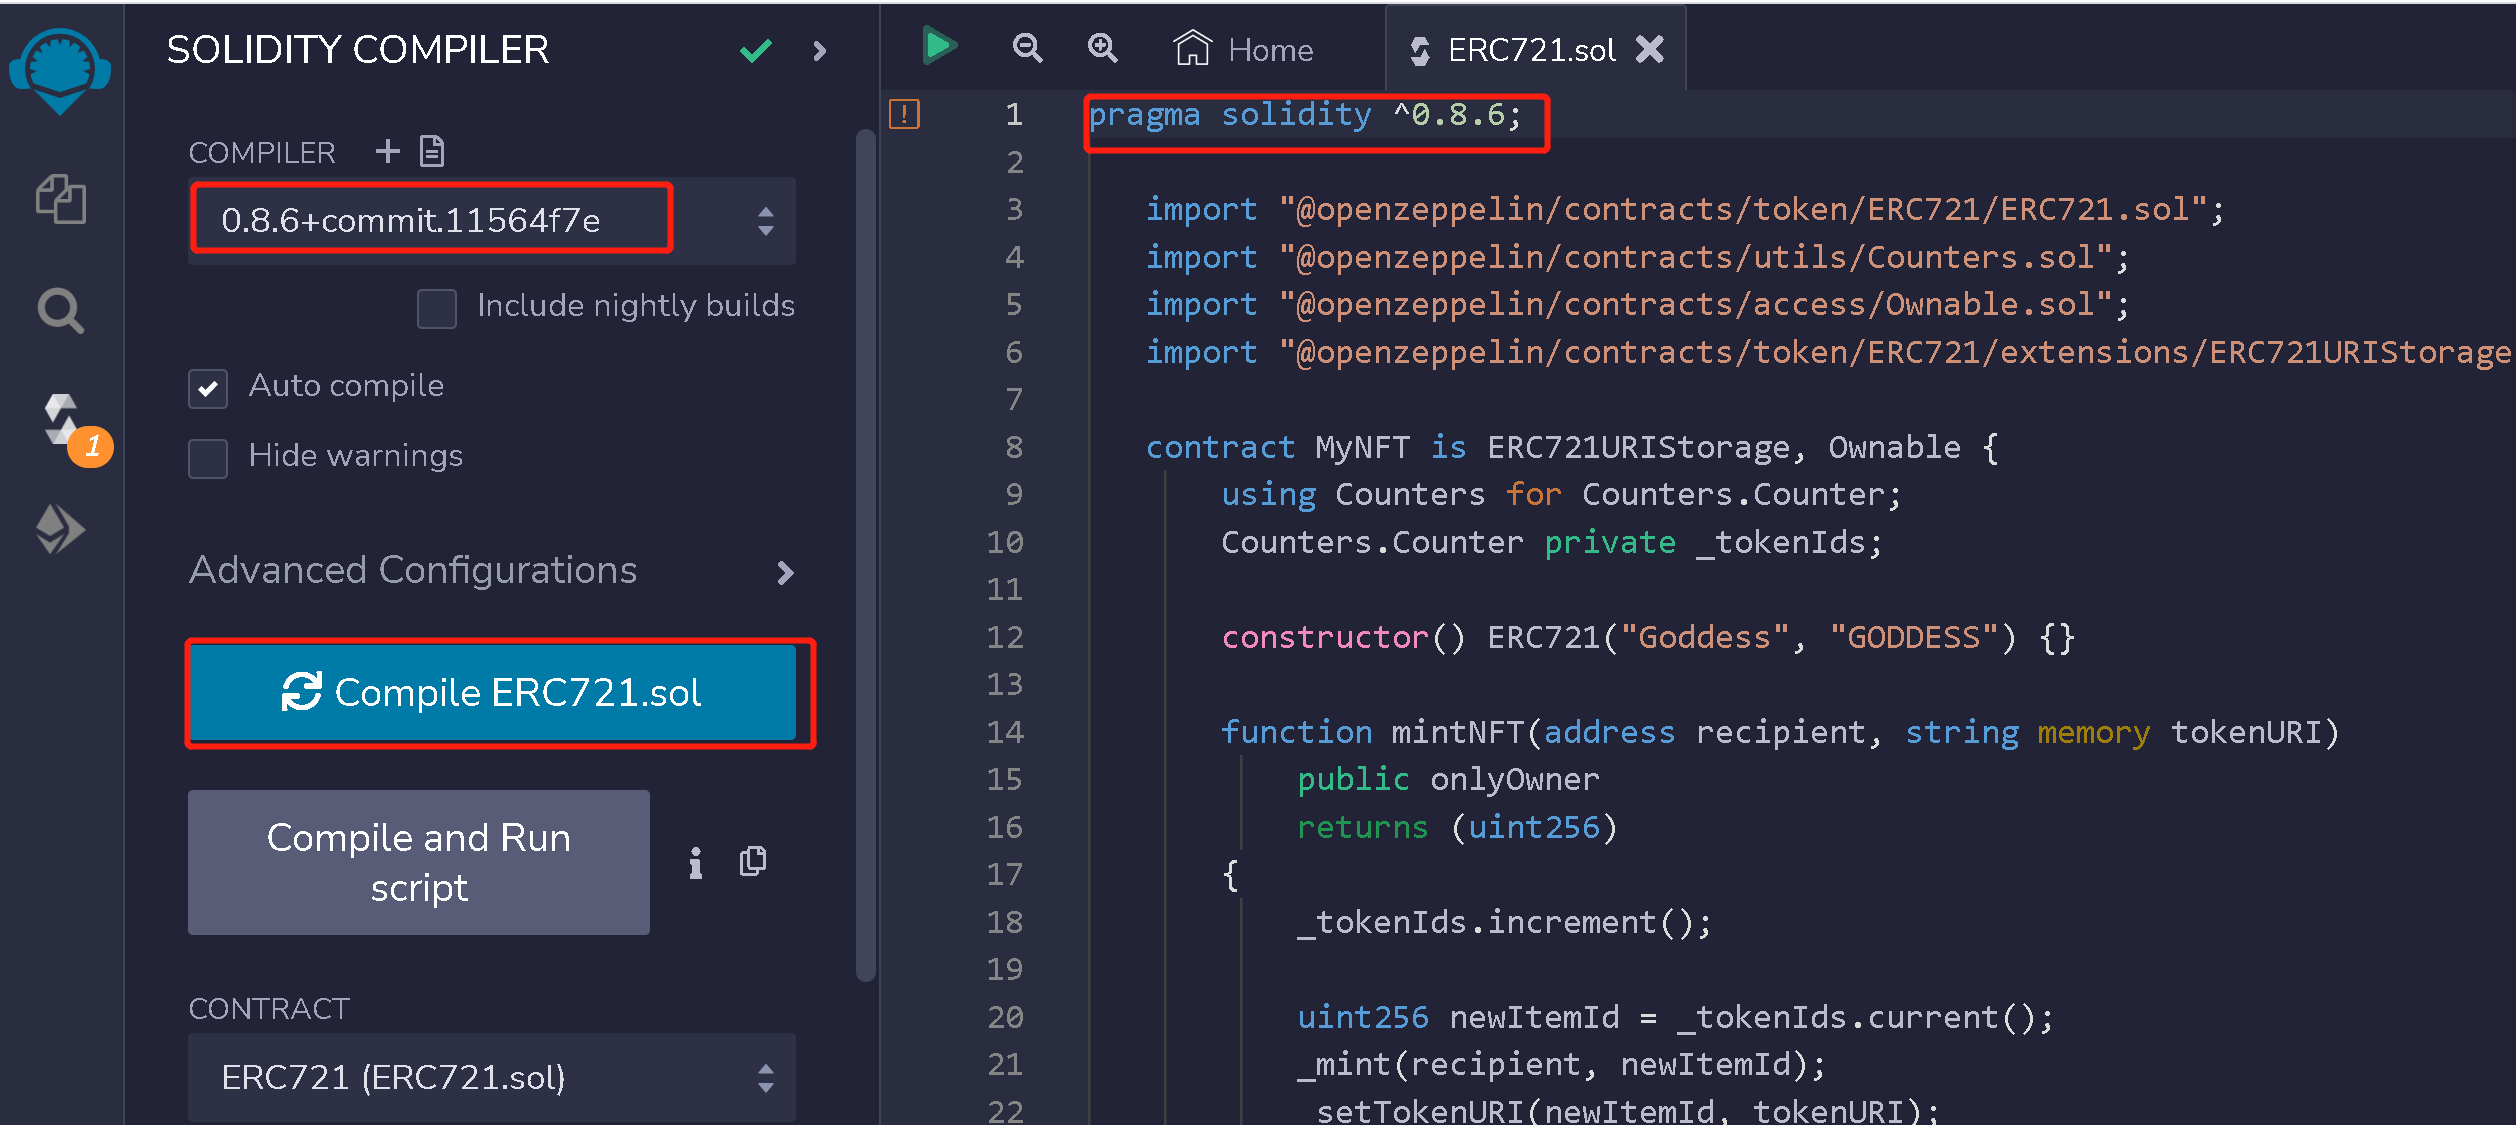 SOLIDITY COMPILER
COMPILER
0.8.6+commit.11564f7e
Include nightly builds
Auto compile
Hide warnings
1
Advanced Configurations
Compile ERC721.sol
Compile and Run
script
CONTRACT
ERC721 (ERC721.sol)
Home
ERC721.sol
1 pragma solidity ^0.8.6;
2
3 import "@openzeppelin/contracts/token/ERC721/ERC721.sol";
4 import "@openzeppelin/contracts/utils/Counters.sol";
5 import "@openzeppelin/contracts/access/Ownable.sol";
6 import "@openzeppelin/contracts/token/ERC721/extensions/ERC721URIStorage
7
8 contract MyNFT is ERC721URIStorage, Ownable {
9 using Counters for Counters.Counter;
10 Counters.Counter private _tokenIds;
11
12 constructor() ERC721("Goddess", "GODDESS") {}
13
14 function mintNFT(address recipient, string memory tokenURI)
15 public onlyOwner
16 returns (uint256)
17 {
18 _tokenIds.increment();
19
20 uint256 newItemId = _tokenIds.current();
21 _mint(recipient, newItemId);
22 setTokenURI(newItemId, tokenURI);